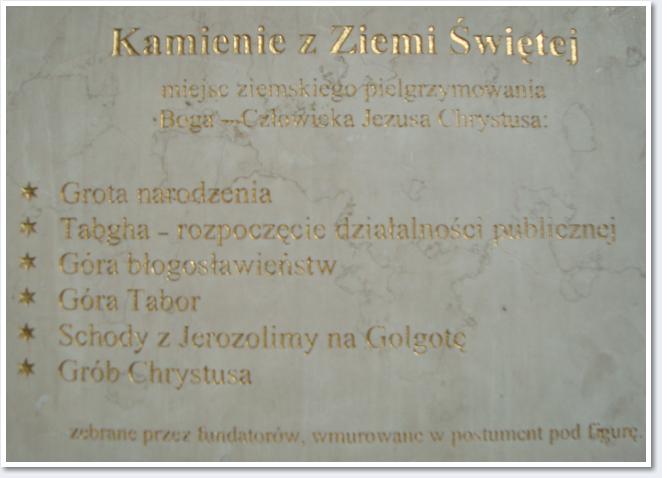 Kamienie z Ziemi Świętej
miejsc ziemskiego pielgrzymowania
Boga – Człowieka Jezusa Chrystusa:
✶ Grota narodzenia
✶ Tabgha - rozpoczęcie działalności publicznej
✶ Góra błogosławieństw
✶ Góra Tabor
✶ Schody z Jerozolimy na Golgotę
✶ Grób Chrystusa
zebrane przez fundatorów, wmurowane w postument pod figurę.